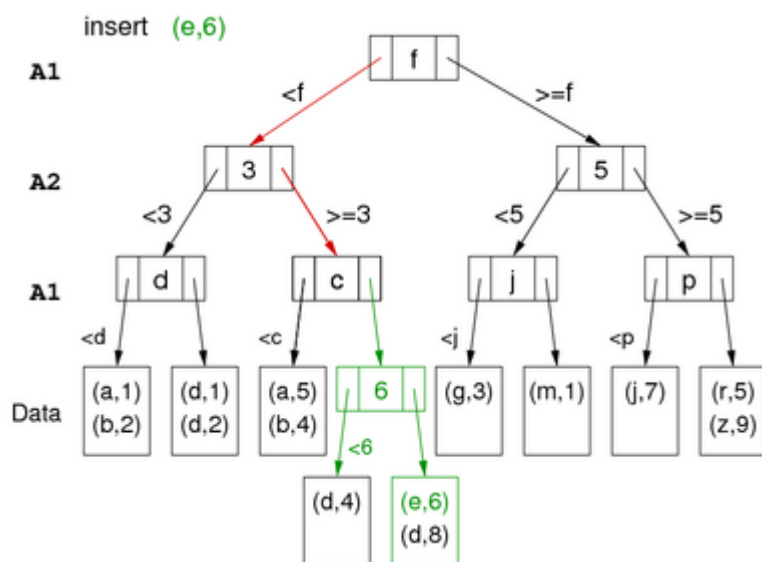 insert (e,6)
A1 f
<f >=f
A2 3 5
<3 >=3 <5 >=5
A1 d c j p
<d <c <j <p
Data (a,1) (d,1) (a,5) 6 (g,3) (m,1) (j,7) (r,5)
(b,2) (d,2) (b,4) (z,9)
<6
(d,4) (e,6)
(d,8)